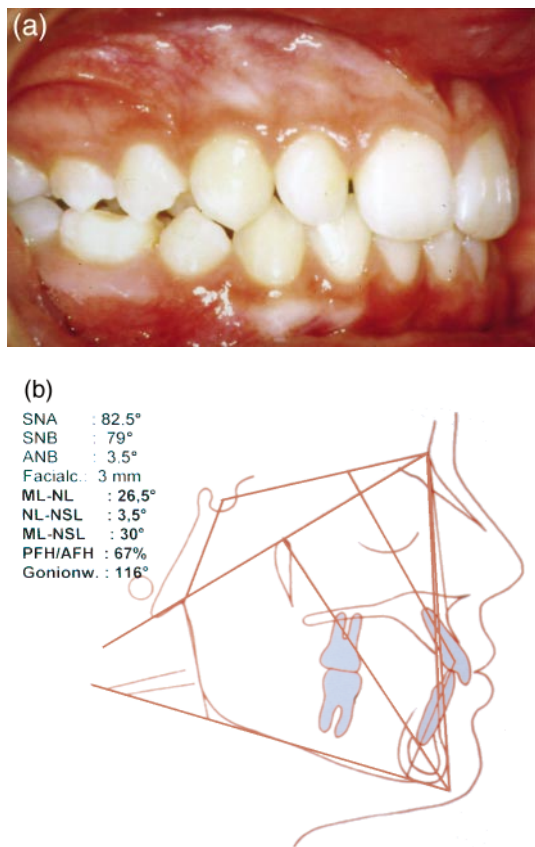 (a)
(b)
SNA : 82.5°
SNB : 79°
ANB : 3.5°
Facialc.: 3 mm
ML-NL : 26,5°
NL-NSL : 3,5°
ML-NSL : 30°
PFH/AFH : 67%
Gonionw. : 116°